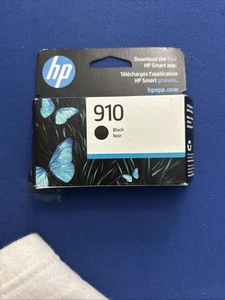 hp
Download the free
HP Smart app.
Téléchargez l'application
HP Smart gratuite.
hpapp.com
910
Black
Noir